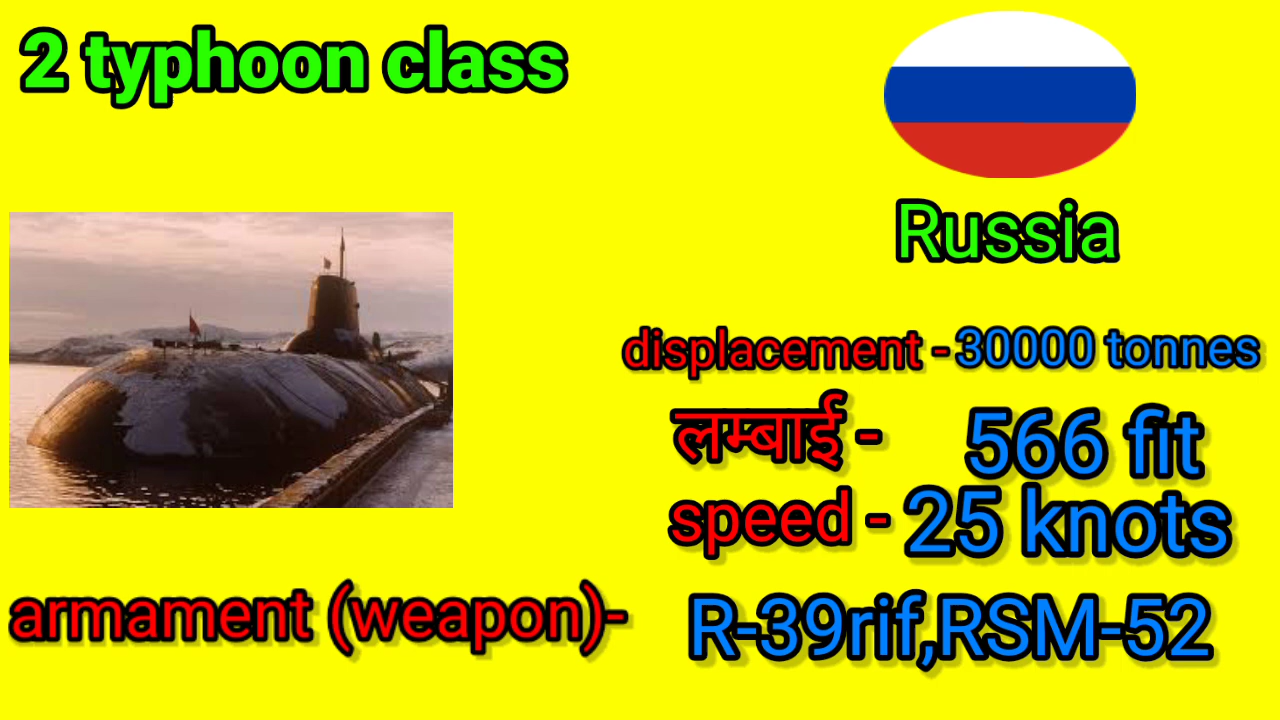 2 typhoon class
Russia
displacement - 30000 tonnes
लम्बाई - 566 fit
speed - 25 knots
armament (weapon)- R-39rif,RSM-52